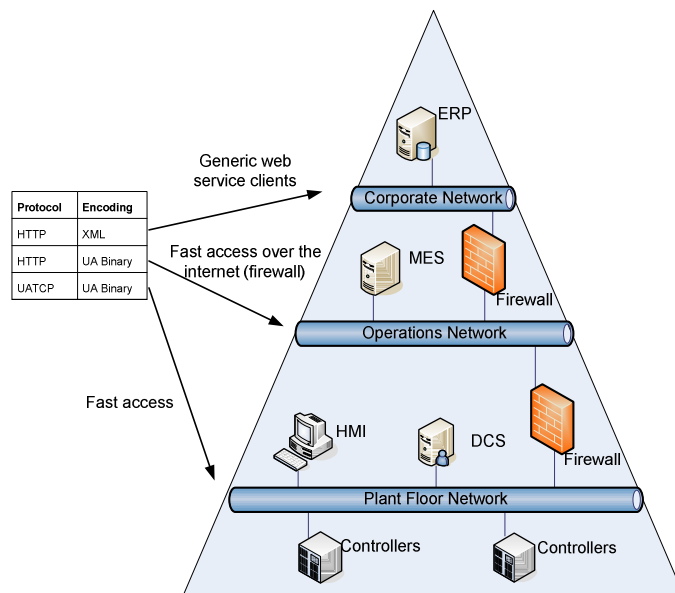 ERP
Generic web
service clients
Corporate Network
Protocol Encoding
HTTP XML
HTTP UA Binary
UATCP UA Binary
Fast access over the
internet (firewall)
MES
Firewall
Operations Network
Fast access
HMI
DCS
Firewall
Plant Floor Network
Controllers
Controllers